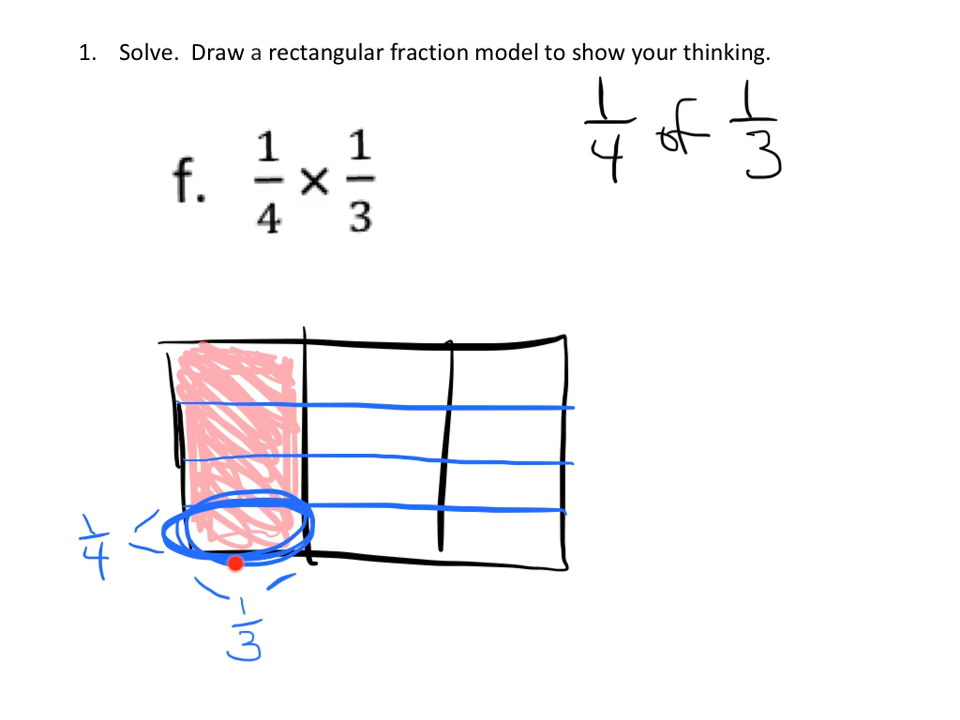 1. Solve. Draw a rectangular fraction model to show your thinking.
1/4 of 1/3
f. 1/4 × 1/3
1/4
1/3